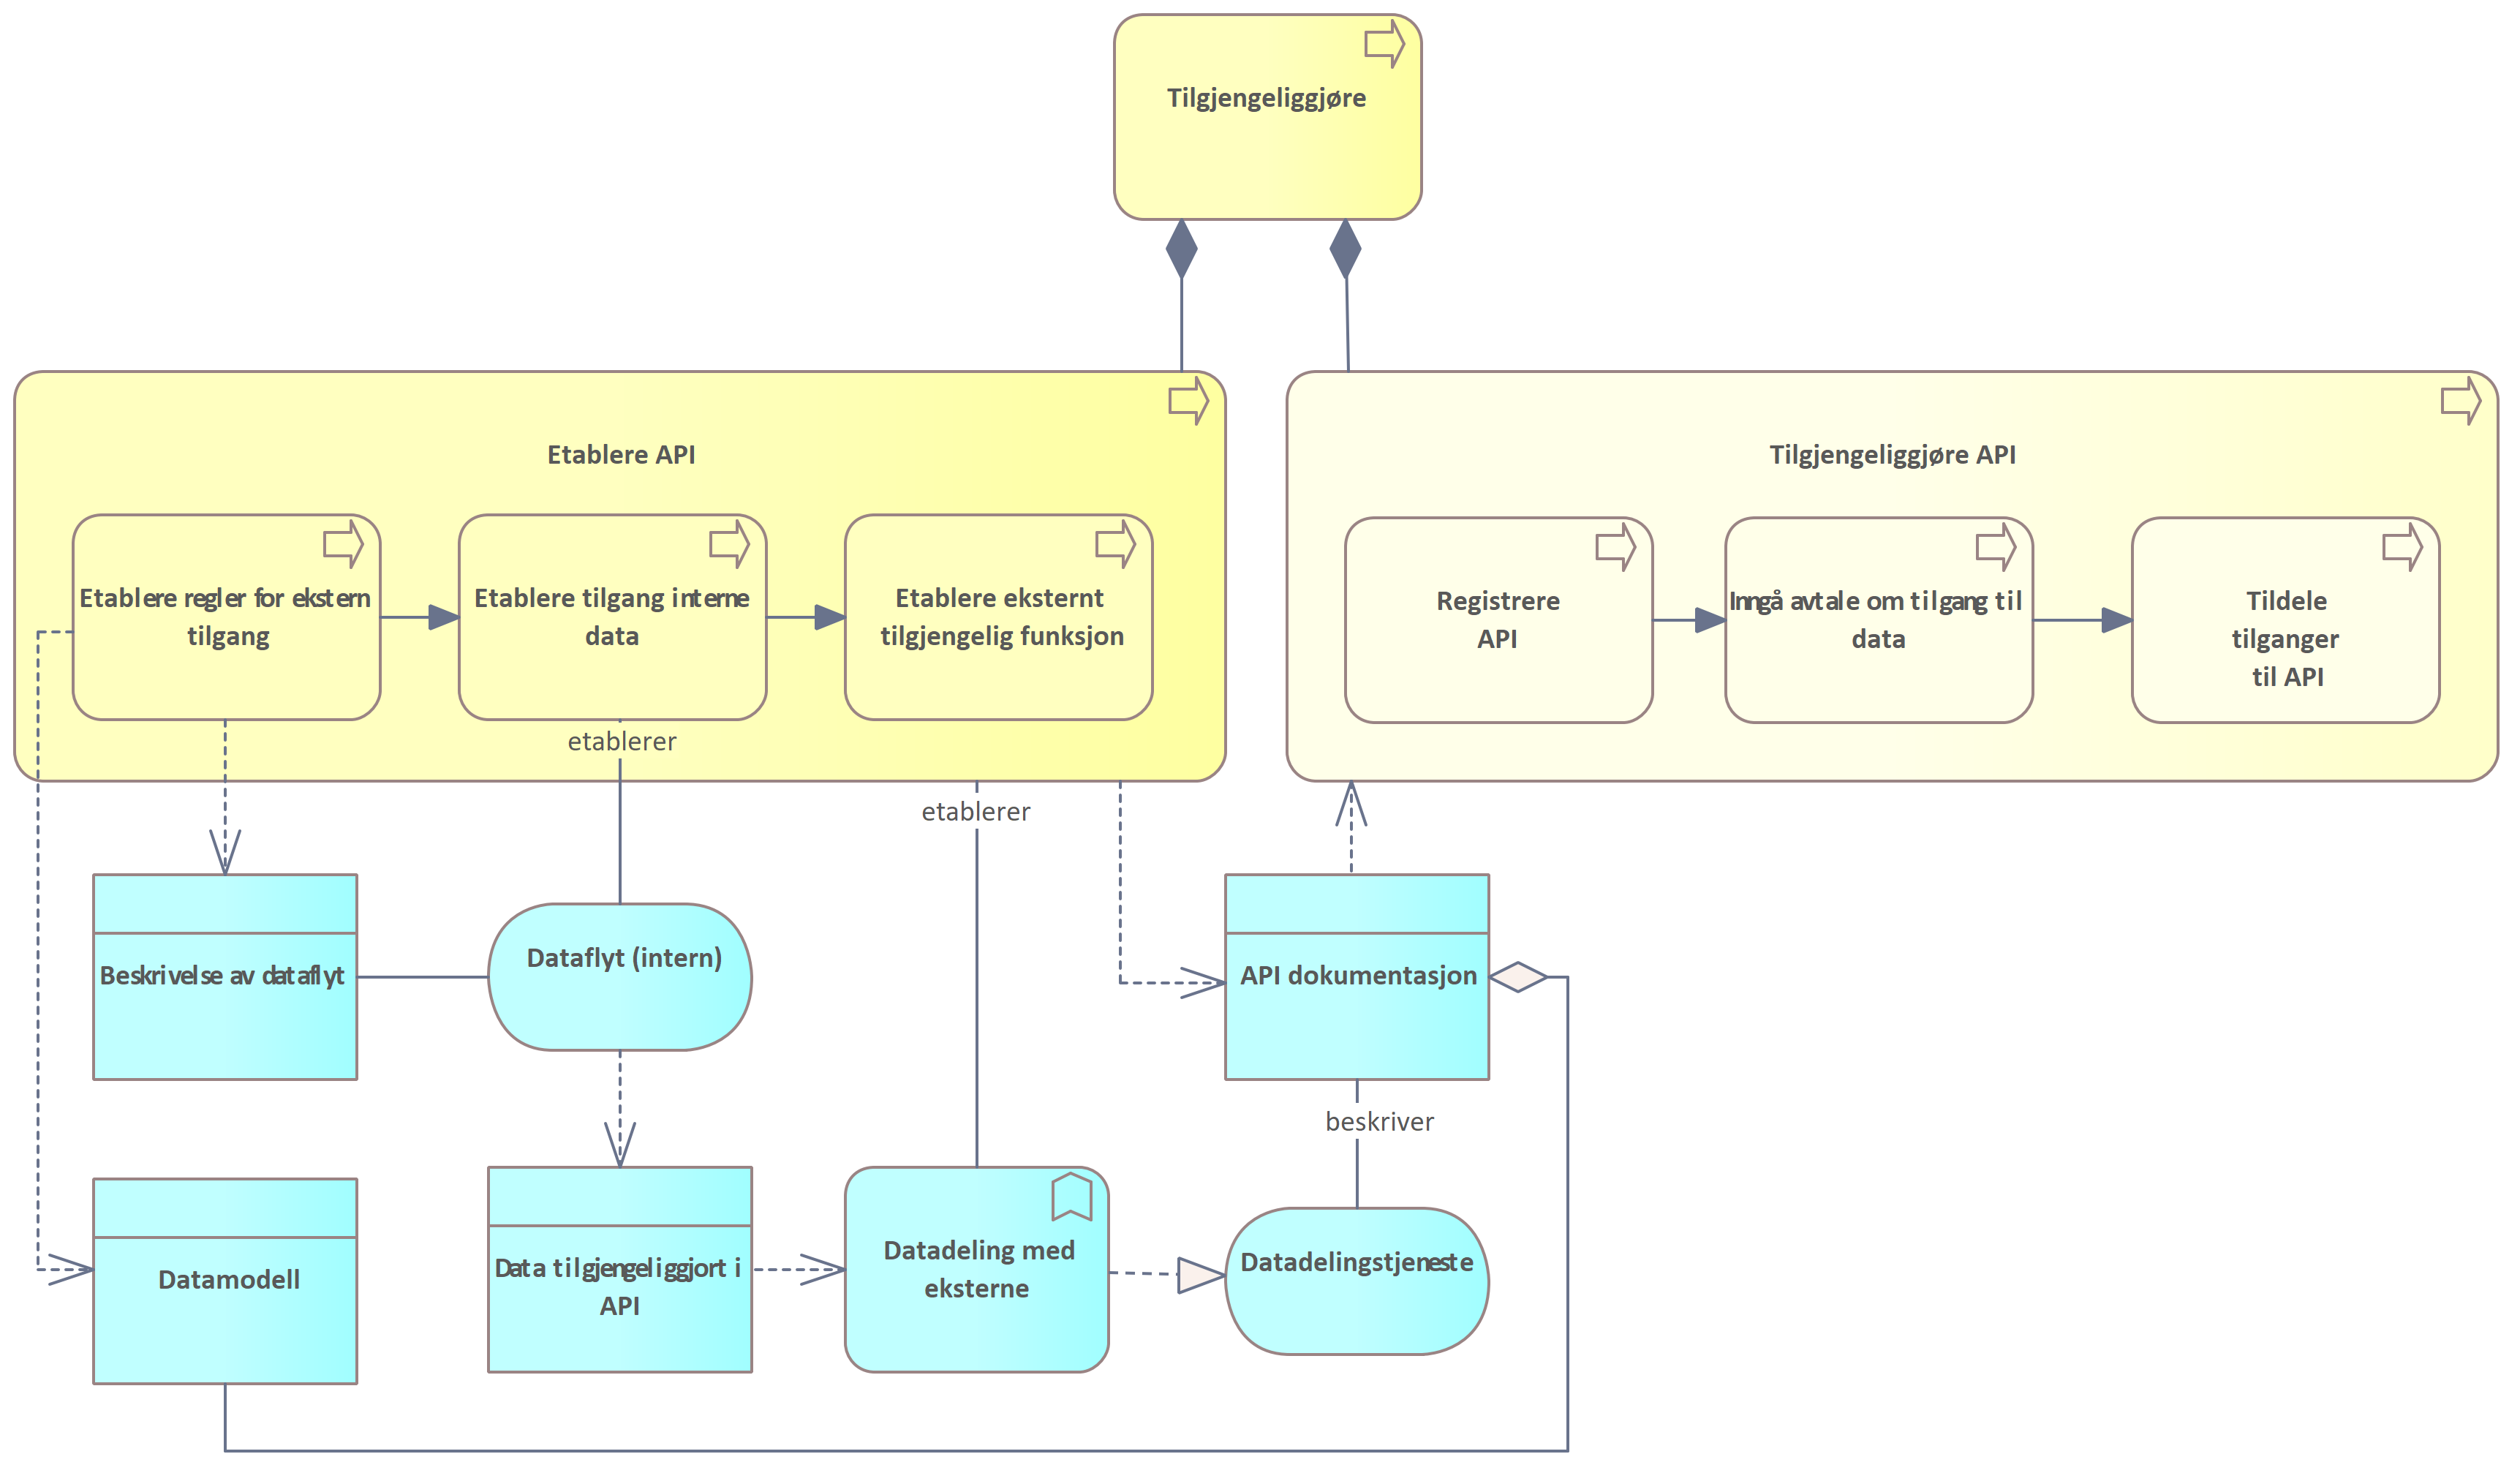 Tilgjengeliggjøre
Etablere API
Tilgjengeliggjøre API
Etablere regler for ekstern
tilgang
Etablere tilgang interne
data
Etablere eksternt
tilgjengelig funksjon
Registrere
API
Inngå avtale om tilgang til
data
Tildele
tilganger
til API
etablerer
etablerer
Beskrivelse av dataflyt
Dataflyt (intern)
API dokumentasjon
beskriver
Datamodell
Data tilgjengeliggjort i
API
Datadeling med
eksterne
Datadelingstjeneste